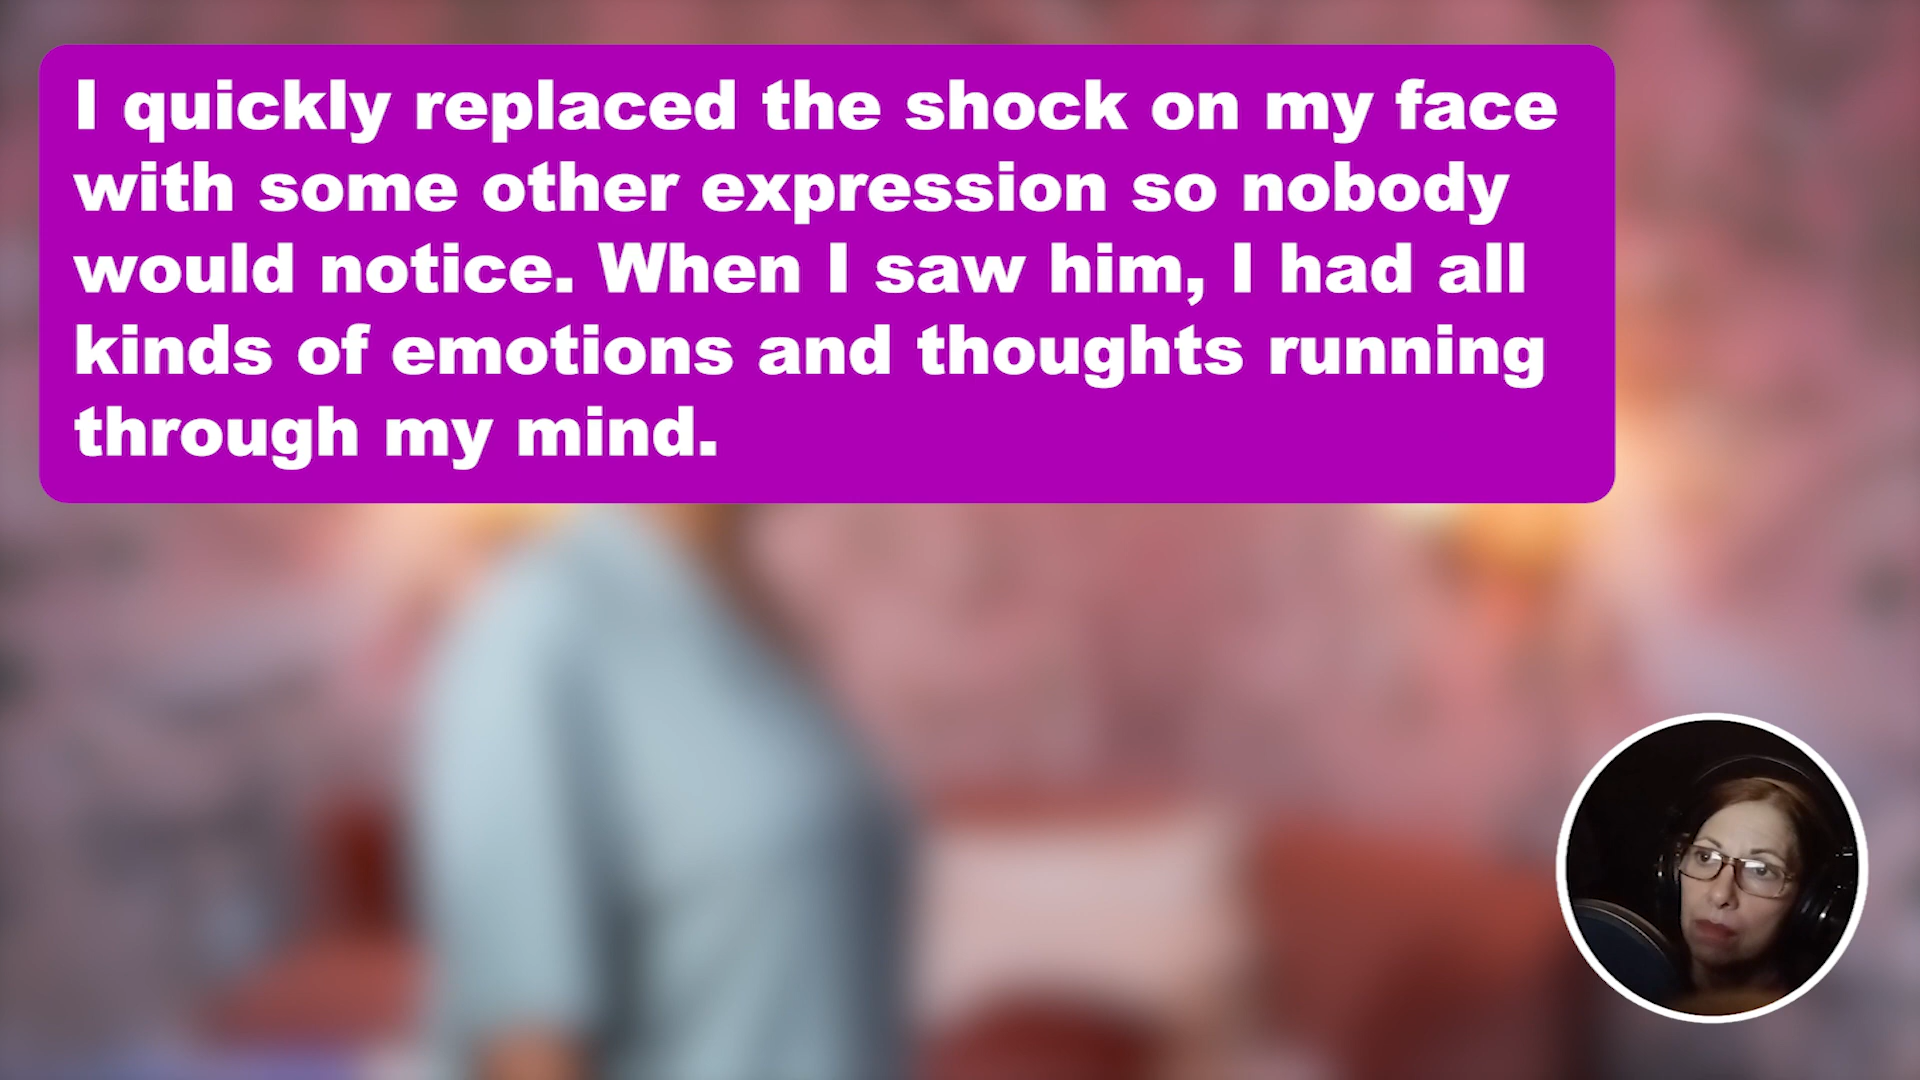 I quickly replaced the shock on my face
with some other expression so nobody
would notice. When I saw him, I had all
kinds of emotions and thoughts running
through my mind.